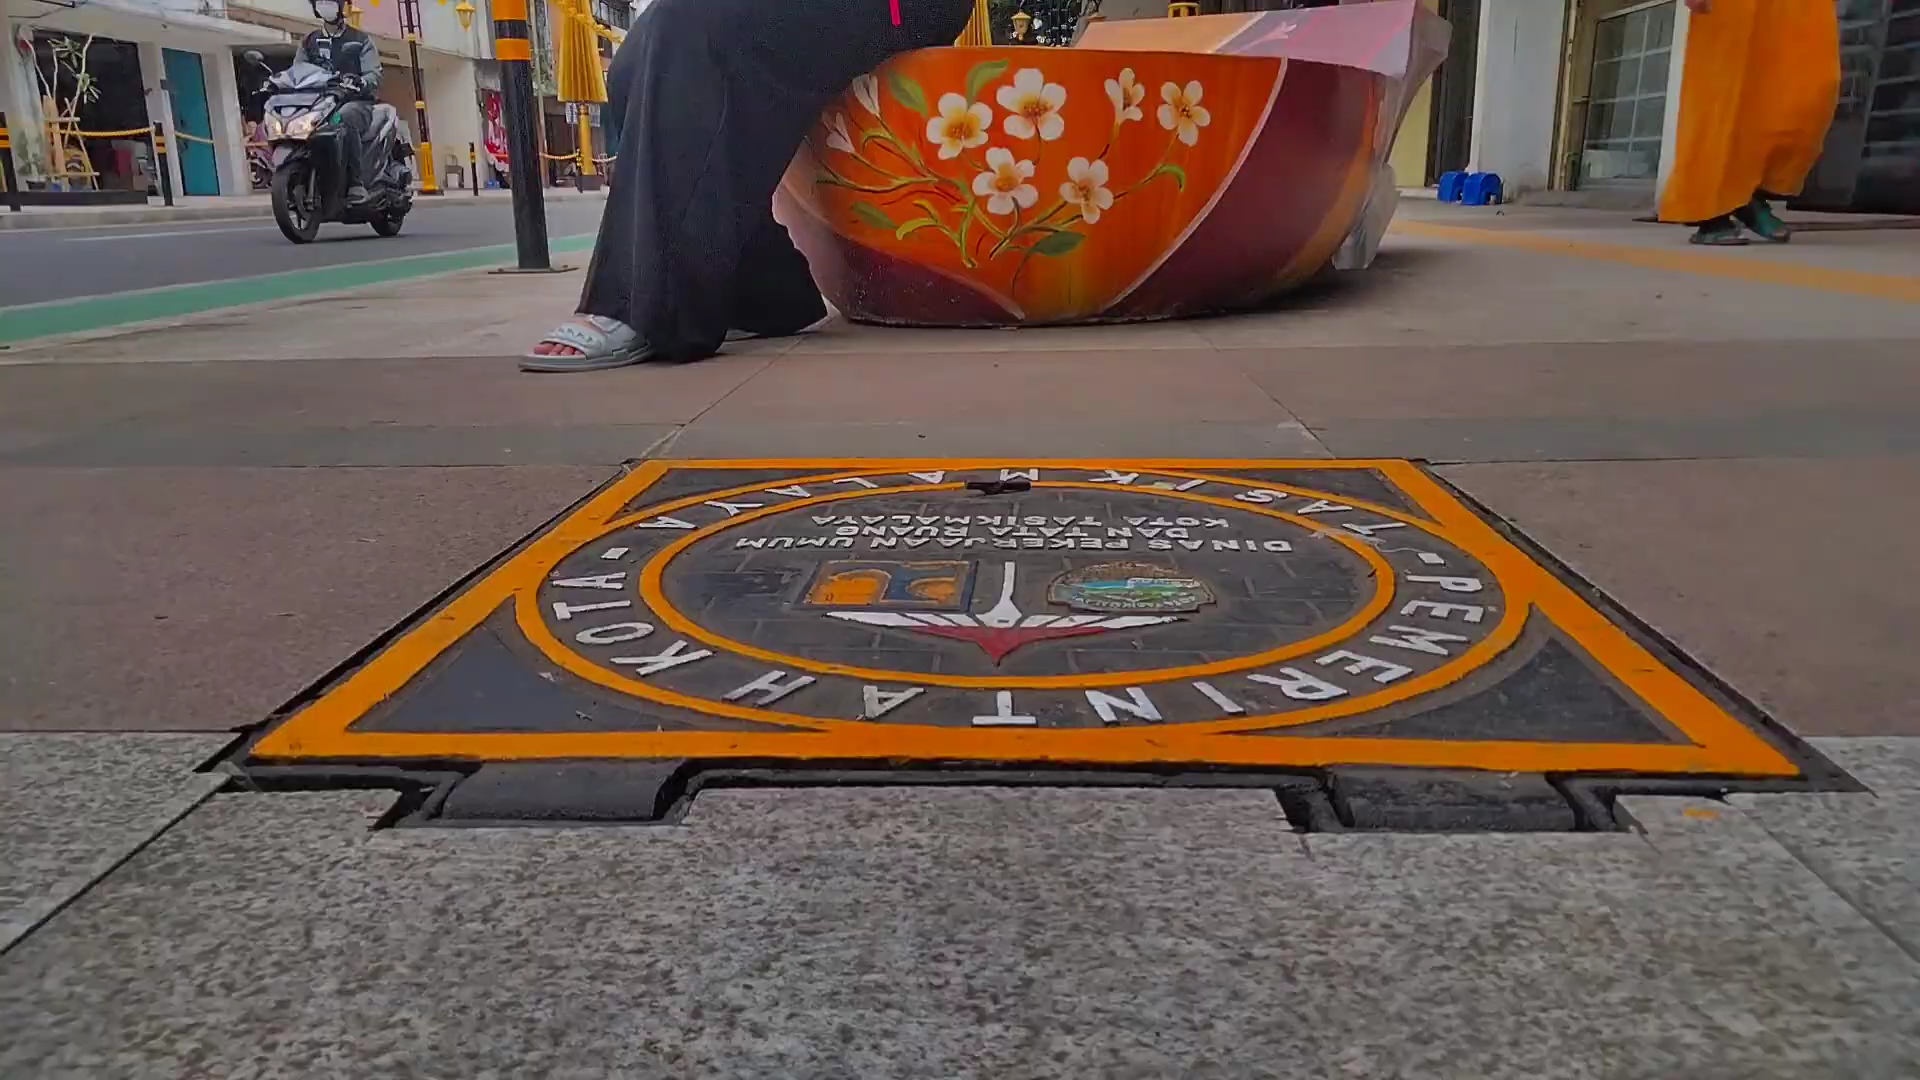 PEMERINTAH KOTA
TASIKMALAYA
DINAS PEKERJAAN UMUM
DAN TATA RUANG
KOTA TASIKMALAYA